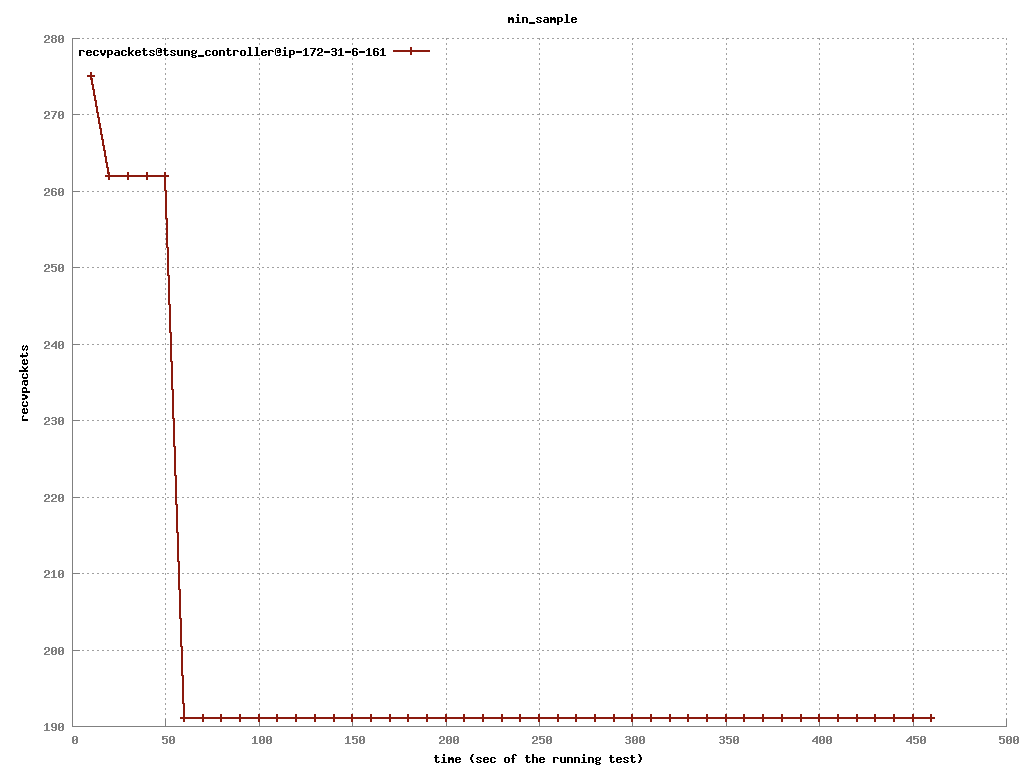 min_sample
280
recvpackets@tsung_controller@ip-172-31-6-161
270
260
250
240
230
220
210
200
190
recvpackets
0 50 100 150 200 250 300 350 400 450 500
time (sec of the running test)